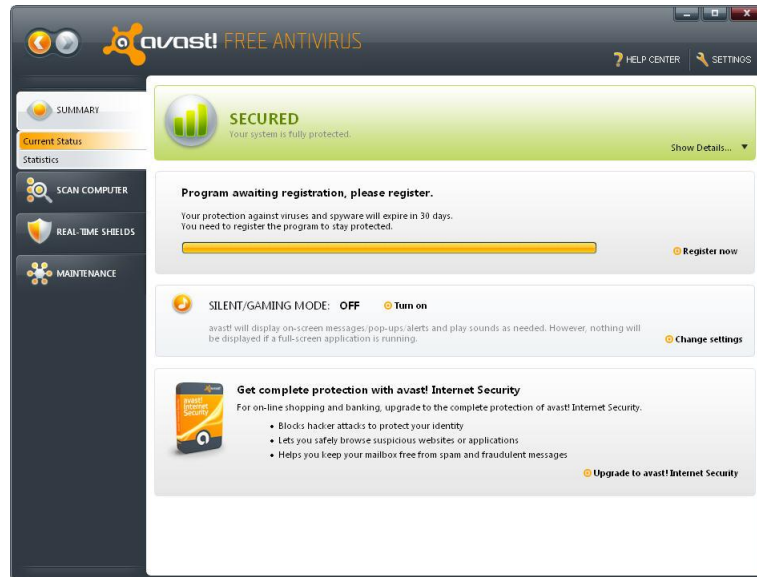 avast! FREE ANTIVIRUS
HELP CENTER
SETTINGS
SUMMARY
Current Status
Statistics
SCAN COMPUTER
REAL-TIME SHIELDS
MAINTENANCE
SECURED
Your system is fully protected.
Show Details...
Program awaiting registration, please register.
Your protection against viruses and spyware will expire in 30 days.
You need to register the program to stay protected.
Register now
SILENT/GAMING MODE: OFF Turn on
avast! will display on-screen messages/pop-ups/alerts and play sounds as needed. However, nothing will
be displayed if a full-screen application is running.
Change settings
avast!
Internet
Security
Get complete protection with avast! Internet Security
For on-line shopping and banking, upgrade to the complete protection of avast! Internet Security.
• Blocks hacker attacks to protect your identity
• Lets you safely browse suspicious websites or applications
• Helps you keep your mailbox free from spam and fraudulent messages
Upgrade to avast! Internet Security